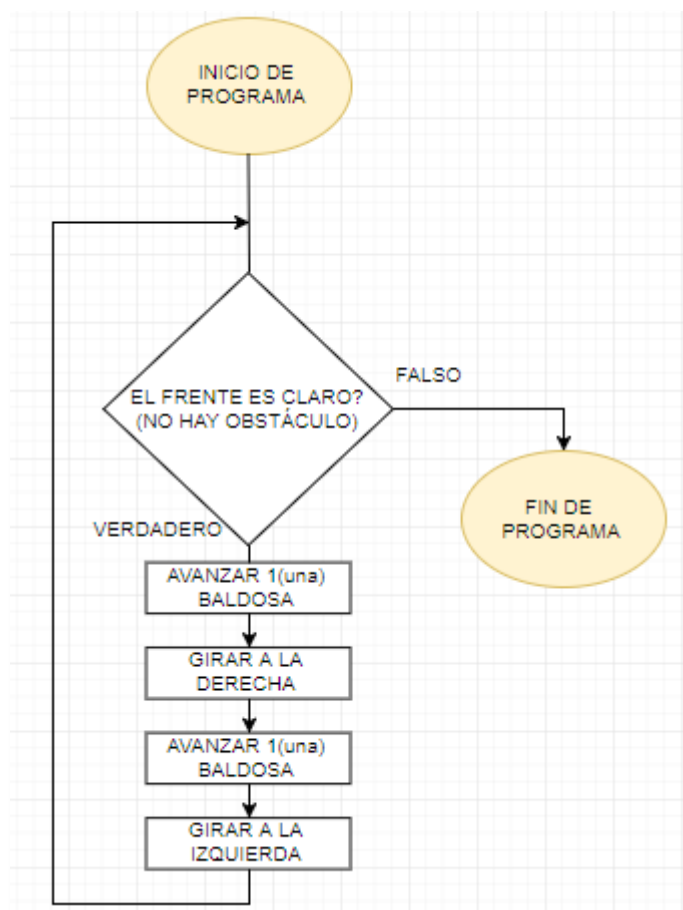 INICIO DE
PROGRAMA
EL FRENTE ES CLARO?
(NO HAY OBSTÁCULO)
FALSO
FIN DE
PROGRAMA
VERDADERO
AVANZAR 1(una)
BALDOSA
GIRAR A LA
DERECHA
AVANZAR 1(una)
BALDOSA
GIRAR A LA
IZQUIERDA